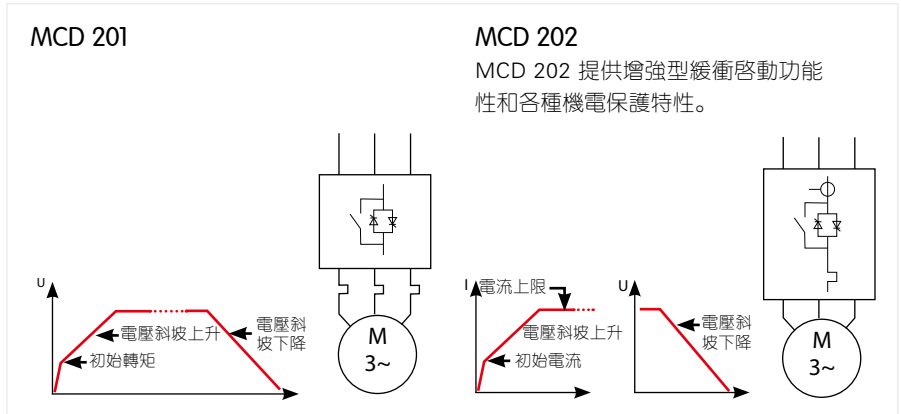 MCD 201
U
電壓斜坡上升
初始轉矩
電壓斜
坡下降
M
3~
MCD 202
MCD 202 提供增強型緩衝啓動功能
性和各種機電保護特性。
I
電流上限
電壓斜坡上升
初始電流
U
電壓斜
坡下降
M
3~